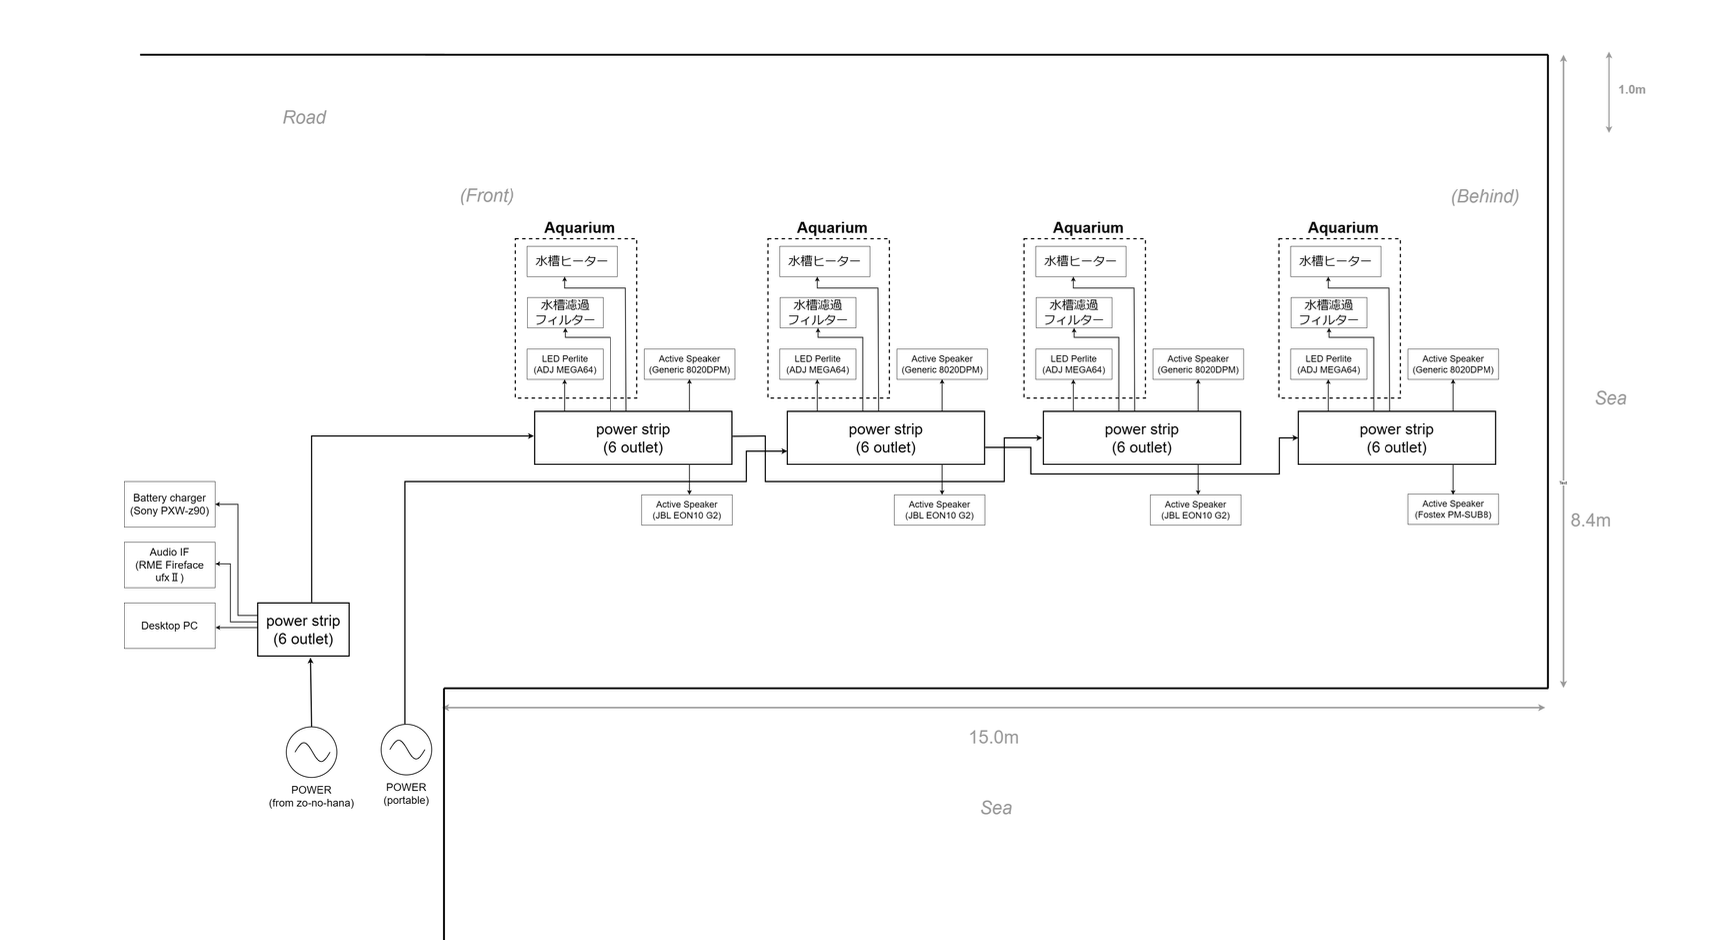 1.0m
Road
(Front)
(Behind)
Aquarium
水槽ヒーター
水槽濾過
フィルター
LED Perlite
(ADJ MEGA64)
Active Speaker
(Generic 8020DPM)
power strip
(6 outlet)
Active Speaker
(JBL EON10 G2)
Aquarium
水槽ヒーター
水槽濾過
フィルター
LED Perlite
(ADJ MEGA64)
Active Speaker
(Generic 8020DPM)
power strip
(6 outlet)
Active Speaker
(JBL EON10 G2)
Aquarium
水槽ヒーター
水槽濾過
フィルター
LED Perlite
(ADJ MEGA64)
Active Speaker
(Generic 8020DPM)
power strip
(6 outlet)
Active Speaker
(JBL EON10 G2)
Aquarium
水槽ヒーター
水槽濾過
フィルター
LED Perlite
(ADJ MEGA64)
Active Speaker
(Generic 8020DPM)
power strip
(6 outlet)
Active Speaker
(Fostex PM-SUB8)
Sea
8.4m
Battery charger
(Sony PXW-z90)
Audio IF
(RME Fireface
ufxⅡ)
Desktop PC
power strip
(6 outlet)
POWER
(from zo-no-hana)
POWER
(portable)
15.0m
Sea